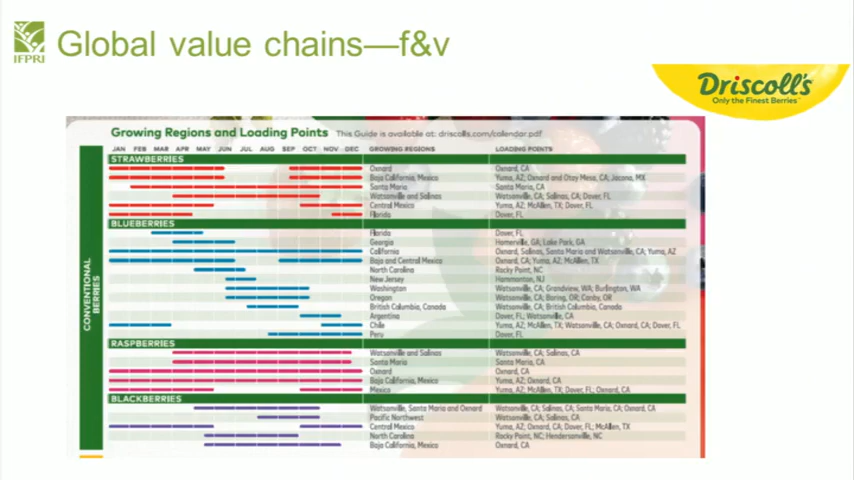 IFPRI
Global value chains—f&v
Driscoll's
Only the Finest Berries™
Growing Regions and Loading Points This Guide is available at: driscolls.com/calendar.pdf
JAN FEB MAR APR MAY JUN JUL AUG SEP OCT NOV DEC GROWING REGIONS LOADING POINTS
CONVENTIONAL BERRIES
STRAWBERRIES
Oxnard Oxnard, CA
Baja California, Mexico Yuma, AZ; Oxnard and Otay Mesa, CA; Jacona, MX
Santa Maria Santa Maria, CA
Watsonville and Salinas Watsonville, CA; Salinas, CA; Dover, FL
Central Mexico Yuma, AZ; McAllen, TX; Dover, FL
Florida Dover, FL
BLUEBERRIES
Florida Dover, FL
Georgia Homerville, GA; Lake Park, GA
California Oxnard, Salinas, Santa Maria and Watsonville, CA; Yuma, AZ
Baja and Central Mexico Oxnard, CA; Yuma, AZ; McAllen, TX
North Carolina Rocky Point, NC
New Jersey Hammonton, NJ
Washington Watsonville, CA; Grandview, WA; Burlington, WA
Oregon Watsonville, CA; Boring, OR; Canby, OR
British Columbia, Canada Watsonville, CA; British Columbia, Canada
Argentina Dover, FL; Watsonville, CA
Chile Yuma, AZ; McAllen, TX; Watsonville, CA; Oxnard, CA; Dover, FL
Peru Dover, FL
RASPBERRIES
Watsonville and Salinas Watsonville, CA; Salinas, CA
Santa Maria Santa Maria, CA
Oxnard Oxnard, CA
Baja California, Mexico Yuma, AZ; Oxnard, CA
Mexico Yuma, AZ; McAllen, TX; Dover, FL; Oxnard, CA
BLACKBERRIES
Watsonville, Santa Maria and Oxnard Watsonville, CA; Salinas, CA; Santa Maria, CA; Oxnard, CA
Pacific Northwest Watsonville, CA; Salinas, CA
Central Mexico Yuma, AZ; Oxnard, CA; Dover, FL; McAllen, TX
North Carolina Rocky Point, NC; Hendersonville, NC
Baja California, Mexico Oxnard, CA